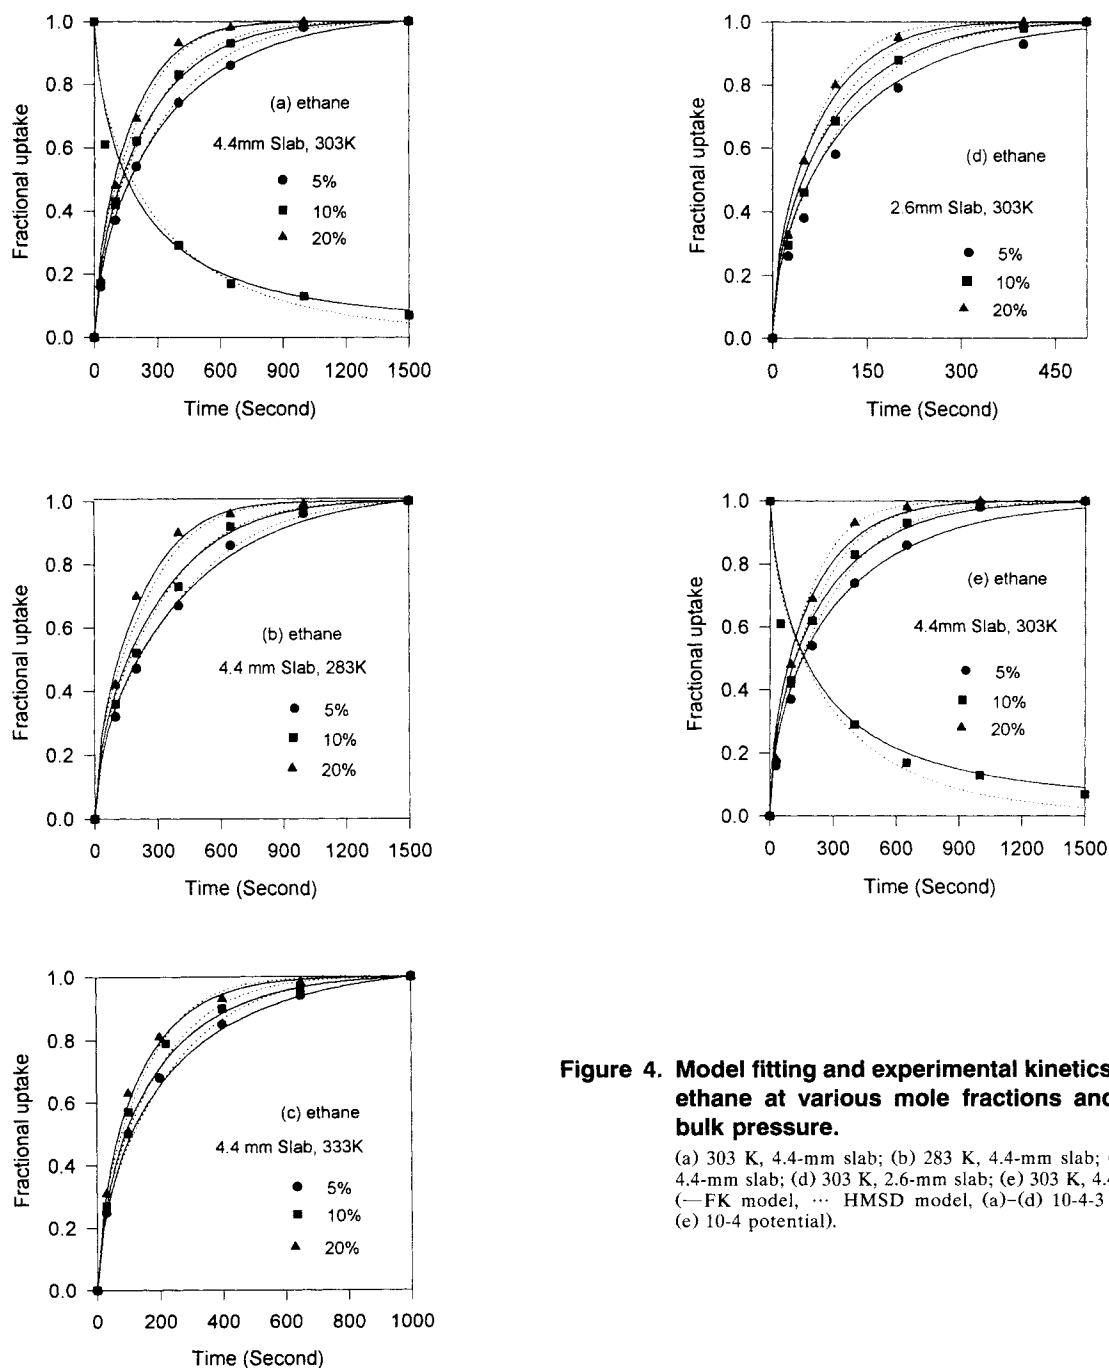 Fractional uptake
1.0
0.8
0.6
0.4
0.2
0.0
(a) ethane
4.4mm Slab, 303K
5%
10%
20%
0 300 600 900 1200 1500
Time (Second)
Fractional uptake
1.0
0.8
0.6
0.4
0.2
0.0
(d) ethane
2.6mm Slab, 303K
5%
10%
20%
0 150 300 450
Time (Second)
Fractional uptake
1.0
0.8
0.6
0.4
0.2
0.0
(b) ethane
4.4 mm Slab, 283K
5%
10%
20%
0 300 600 900 1200 1500
Time (Second)
Fractional uptake
1.0
0.8
0.6
0.4
0.2
0.0
(e) ethane
4.4mm Slab, 303K
5%
10%
20%
0 300 600 900 1200 1500
Time (Second)
Fractional uptake
1.0
0.8
0.6
0.4
0.2
0.0
(c) ethane
4.4 mm Slab, 333K
5%
10%
20%
0 200 400 600 800 1000
Time (Second)
Figure 4. Model fitting and experimental kinetics
ethane at various mole fractions and
bulk pressure.
(a) 303 K, 4.4-mm slab; (b) 283 K, 4.4-mm slab;
4.4-mm slab; (d) 303 K, 2.6-mm slab; (e) 303 K, 4.4
(—FK model, ··· HMSD model, (a)–(d) 10-4-3
(e) 10-4 potential).